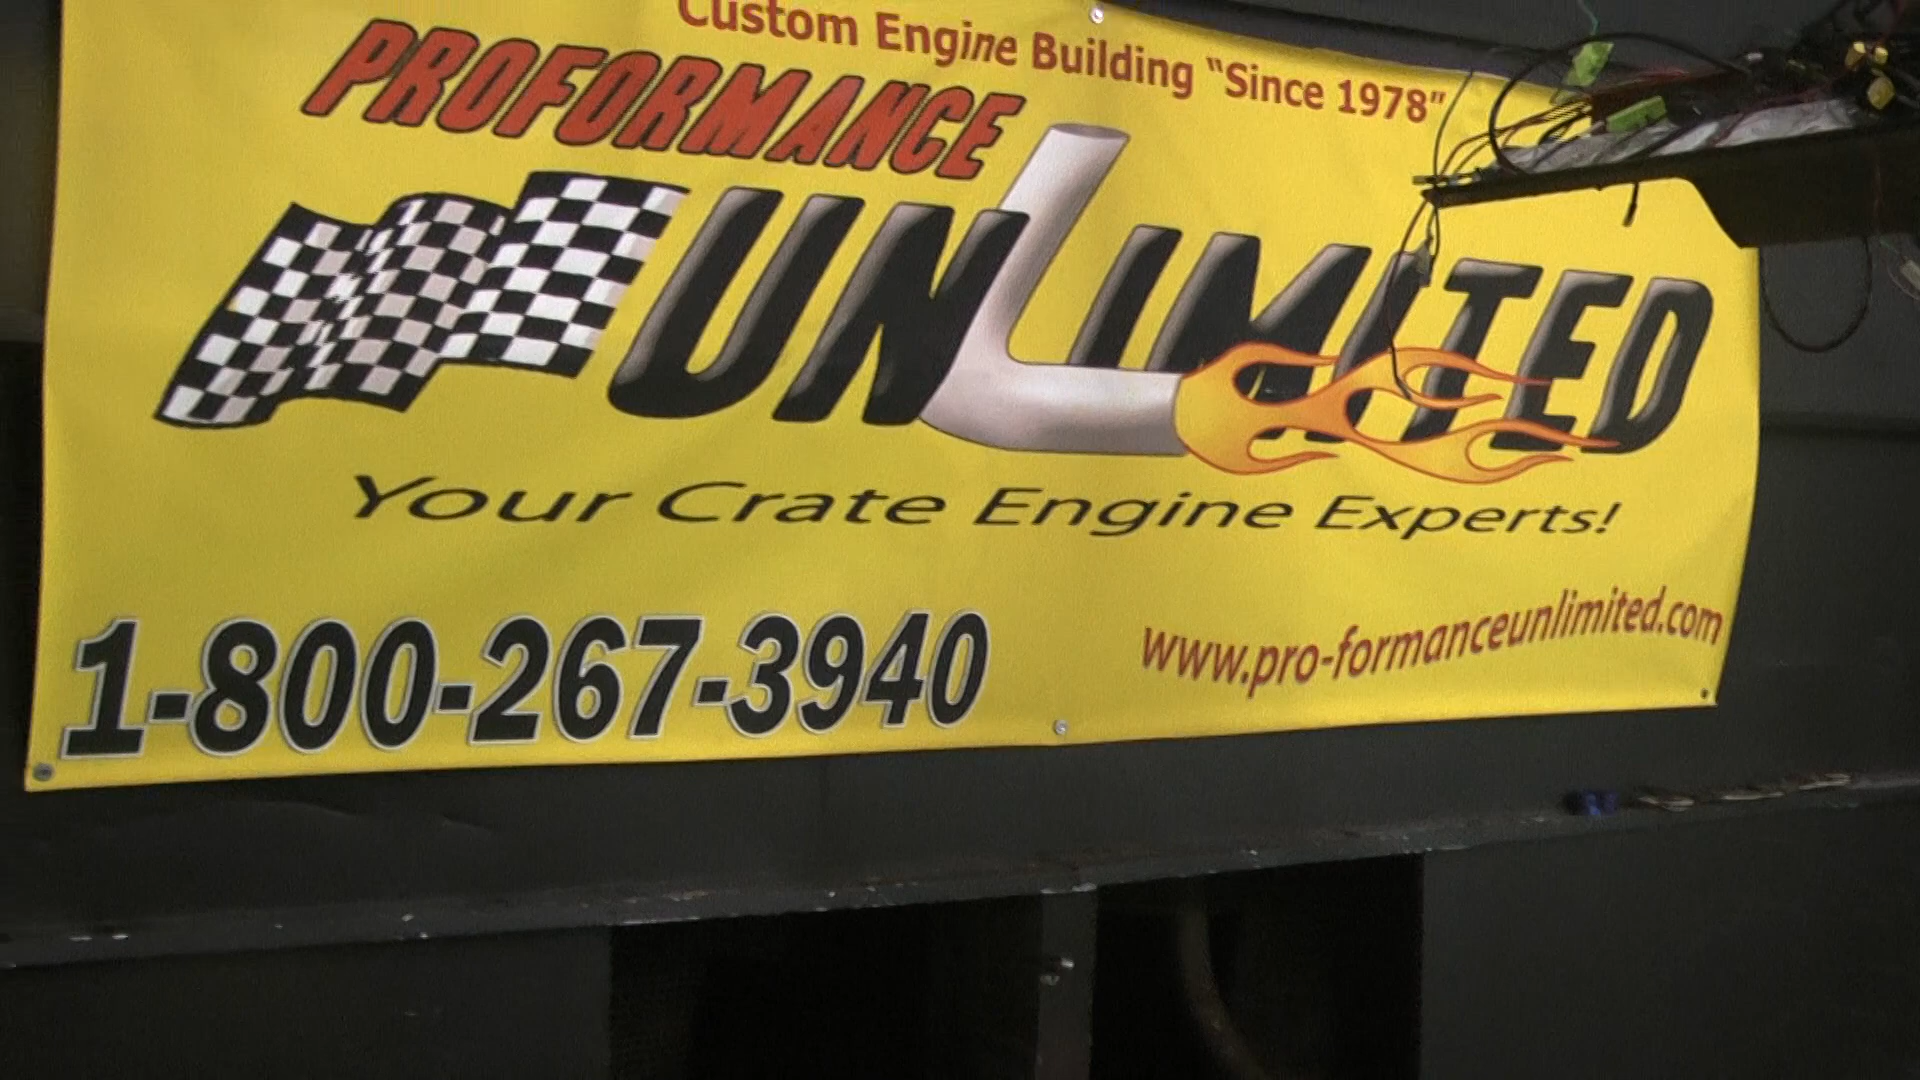 Custom Engine Building "Since 1978"
PROFORMANCE
UNLIMITED
Your Crate Engine Experts!
1-800-267-3940
www.pro-formanceunlimited.com